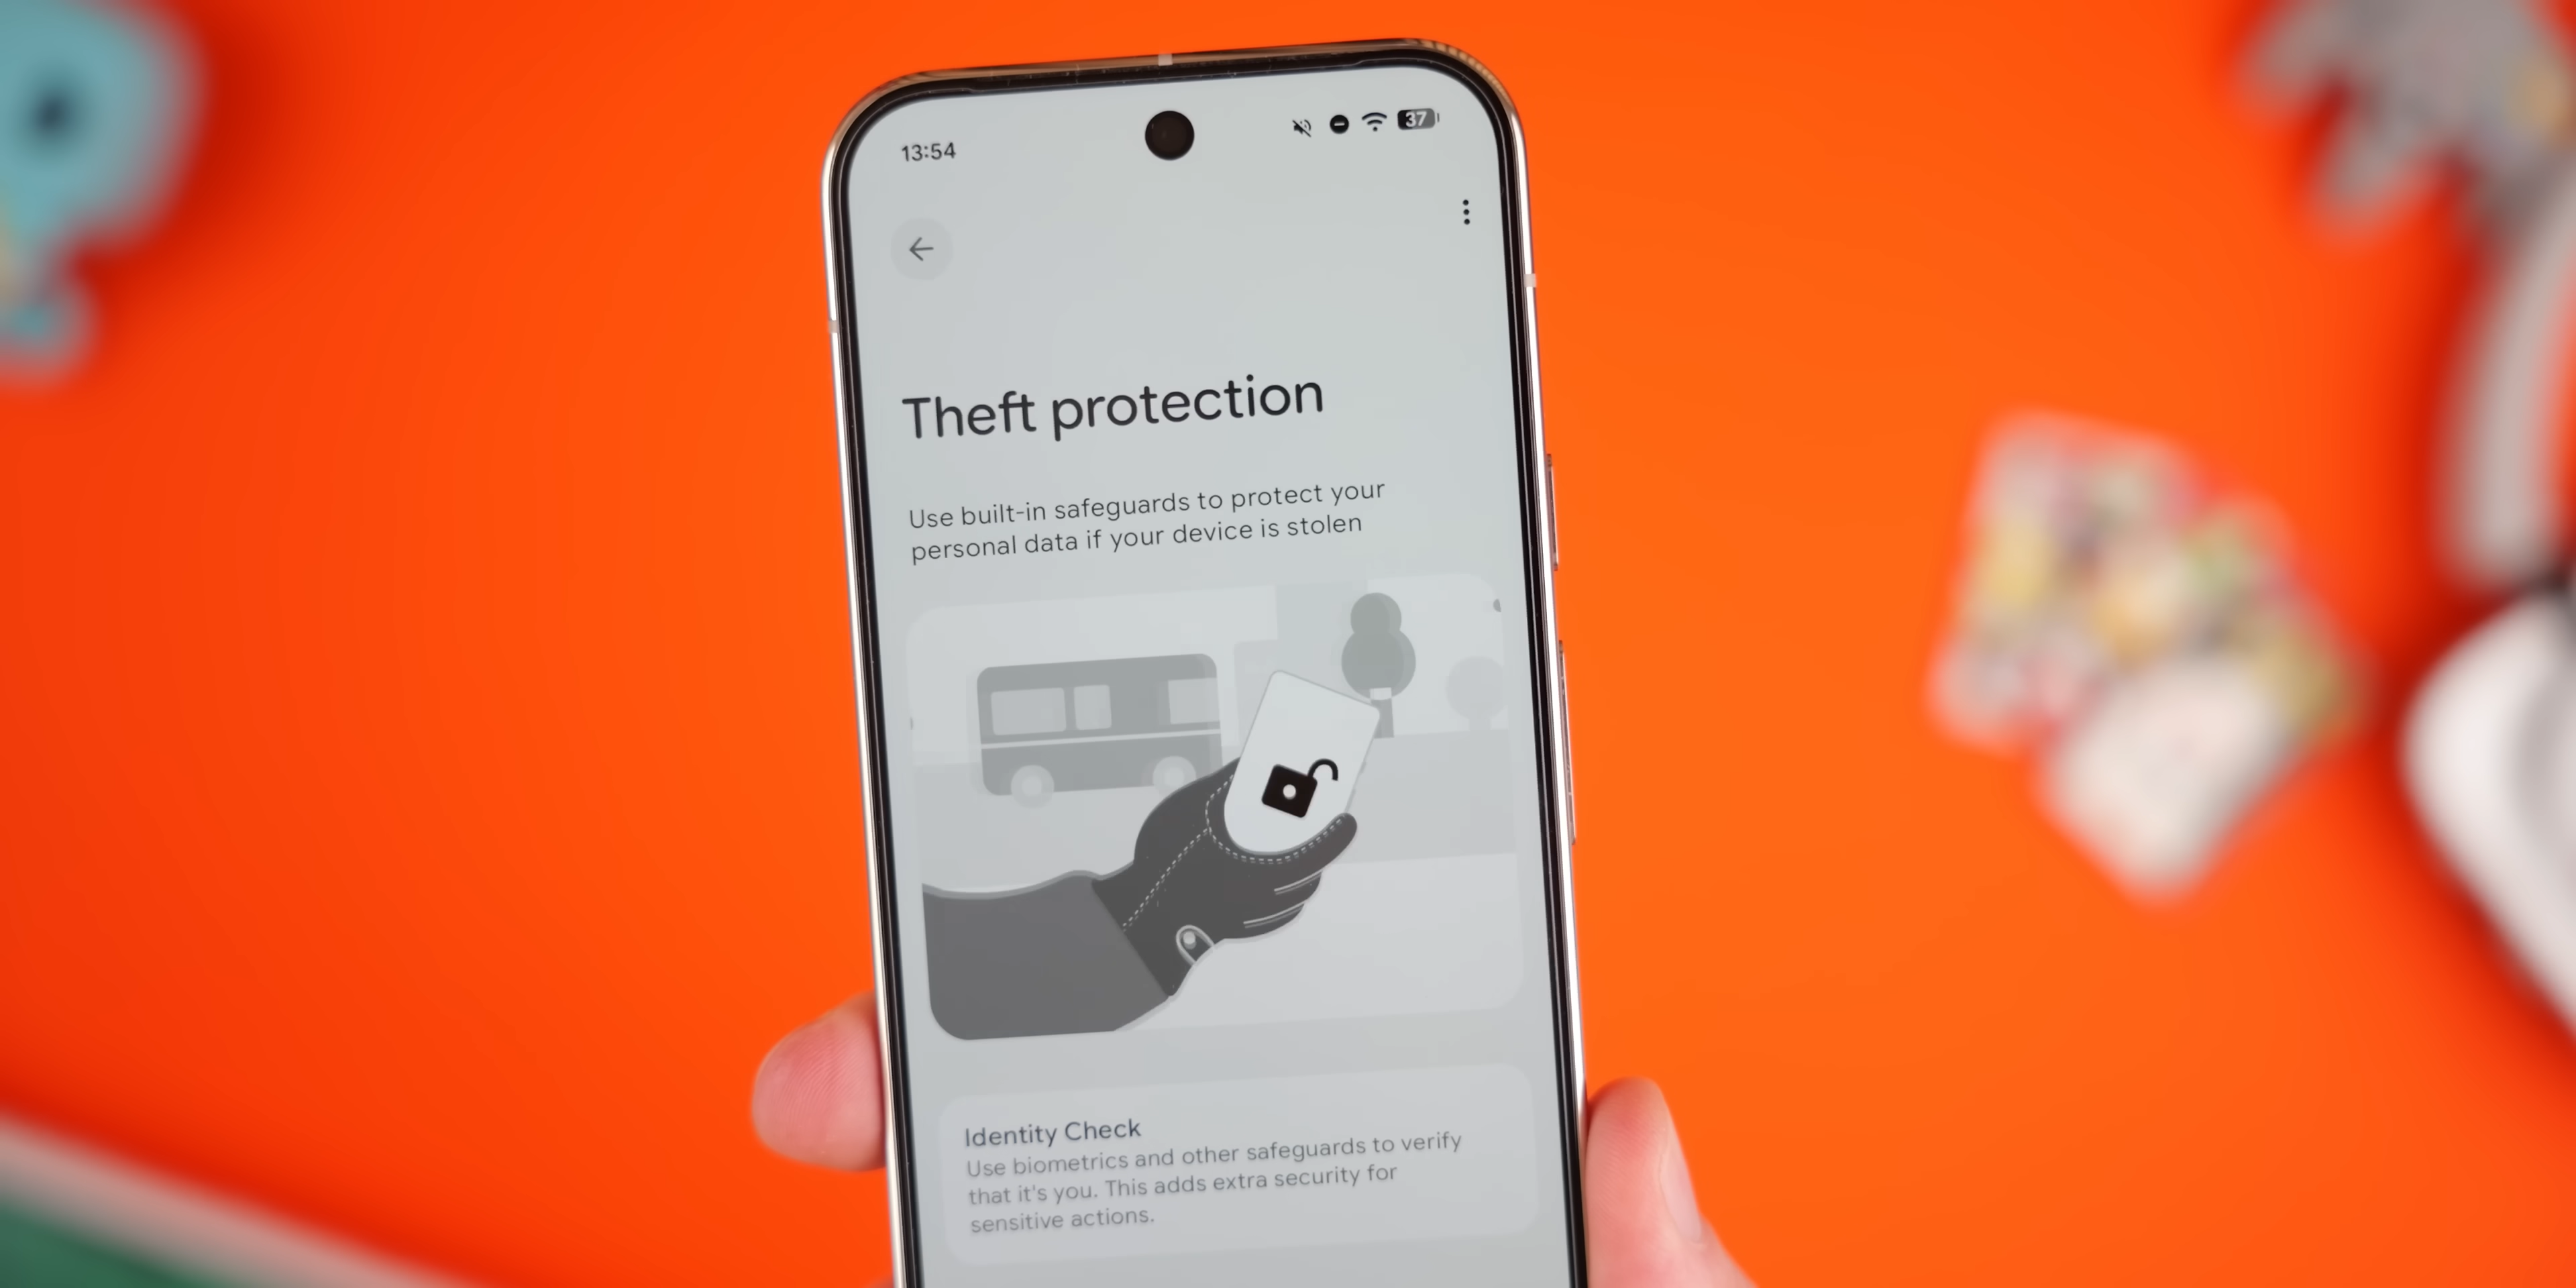 13:54
37
Theft protection
Use built-in safeguards to protect your
personal data if your device is stolen
Identity Check
Use biometrics and other safeguards to verify
that it's you. This adds extra security for
sensitive actions.